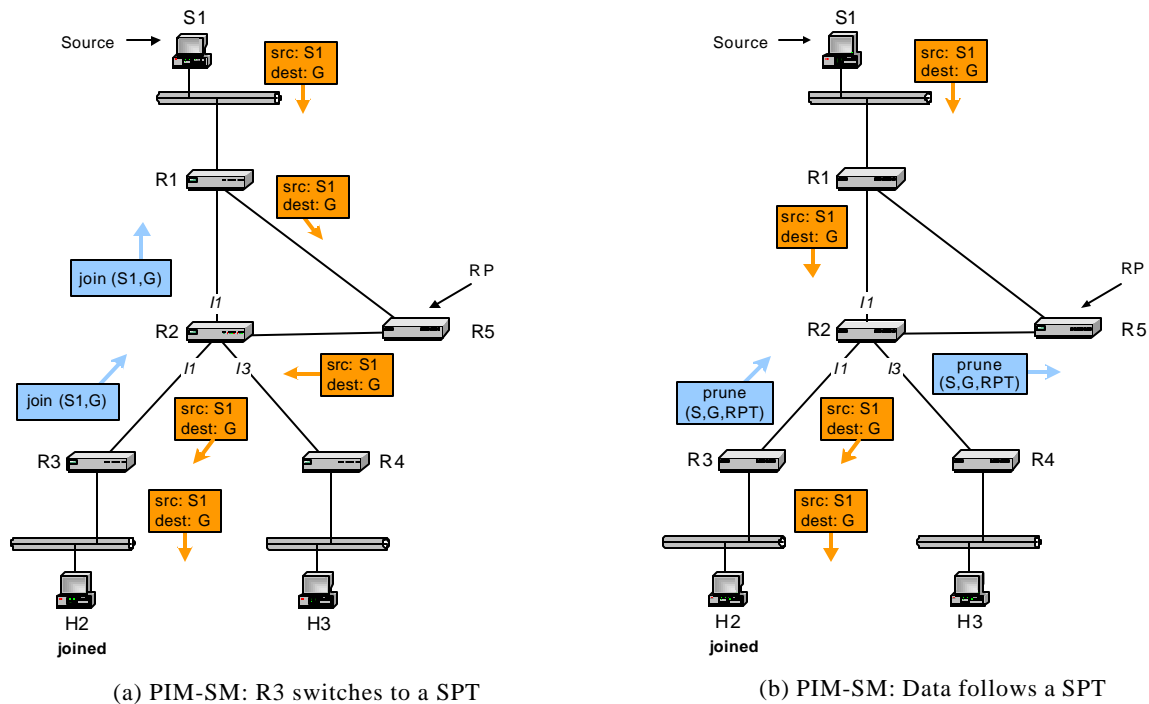 S1
Source
src: S1
dest: G
R1
src: S1
dest: G
join (S1,G)
RP
I1
R2
R5
I1
I3
src: S1
dest: G
join (S1,G)
src: S1
dest: G
R3
R4
src: S1
dest: G
H2
H3
joined
(a) PIM-SM: R3 switches to a SPT
S1
Source
src: S1
dest: G
R1
src: S1
dest: G
RP
I1
R2
R5
I1
I3
prune
(S,G,RPT)
prune
(S,G,RPT)
src: S1
dest: G
R3
R4
src: S1
dest: G
H2
H3
joined
(b) PIM-SM: Data follows a SPT